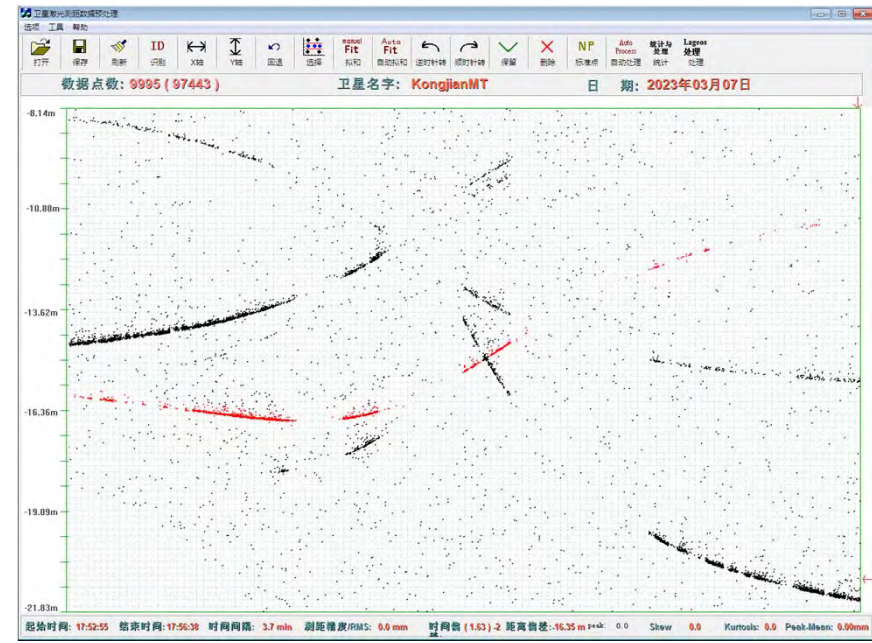 卫星激光测距数据预处理
选项 工具 帮助
ID manual Fit Auto Fit NP Auto Process 统计与处理 Lageos处理
打开 保存 刷新 识别 X轴 Y轴 回退 选择 拟和 自动拟和 逆时针转 顺时针转 保留 删除 标准点 自动处理 统计 处理
数据点数: 9995 ( 97443 ) 卫星名字: KongjianMT 日 期: 2023年03月07日
-8.14m
-10.88m
-13.62m
-16.36m
-19.09m
-21.83m
起始时间: 17:52:55 结束时间:17:56:38 时间间隔: 3.7 min 测距精度/RMS: 0.0 mm 时间偏 ( 1.63 ) -2 距离偏差:-16.35 m peak: 0.0 Skew 0.0 Kurtosis: 0.0 Peak-Mean: 0.00mm